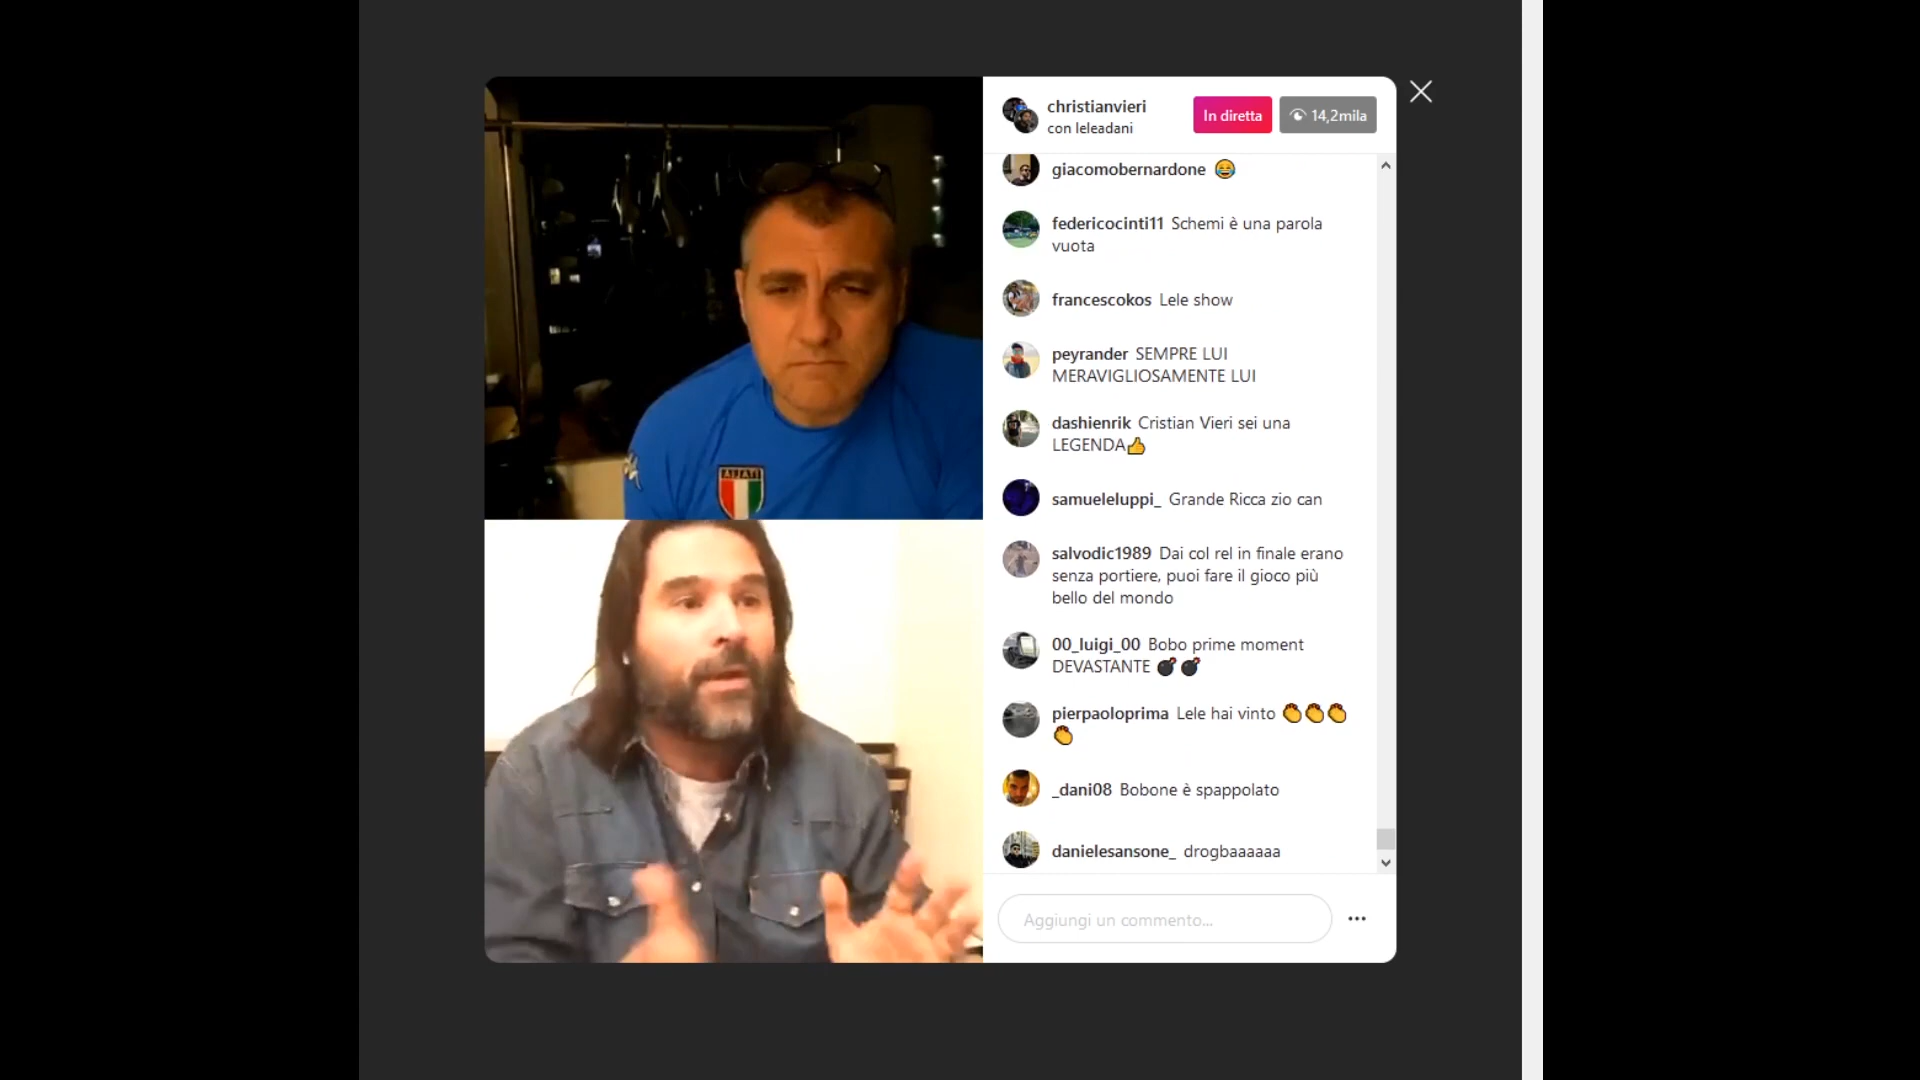 christianvieri
con leleadani
In diretta
14,2mila
giacomobernardone 😂
federicocinti11 Schemi è una parola
vuota
francescokos Lele show
peyrander SEMPRE LUI
MERAVIGLIOSAMENTE LUI
dashienrik Cristian Vieri sei una
LEGENDA👍
samueleluppi_ Grande Ricca zio can
salvodic1989 Dai col rel in finale erano
senza portiere, puoi fare il gioco più
bello del mondo
00_luigi_00 Bobo prime moment
DEVASTANTE 💣 💣
pierpaoloprima Lele hai vinto 👏👏👏
👏
_dani08 Bobone è spappolato
danielesansone_ drogbaaaaaa
Aggiungi un commento...